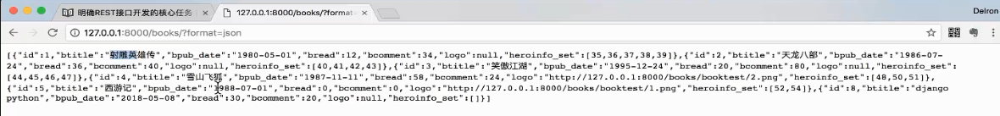 明确REST接口开发的核心任务
127.0.0.1:8000/books/?format=
Delron
127.0.0.1:8000/books/?format=json
[{"id":1,"btitle":"射雕英雄传","bpub_date":"1980-05-01","bread":12,"bcomment":34,"logo":null,"heroinfo_set":[35,36,37,38,39]},{"id":2,"btitle":"天龙八部","bpub_date":"1986-07-
24","bread":36,"bcomment":40,"logo":null,"heroinfo_set":[40,41,42,43]},{"id":3,"btitle":"笑傲江湖","bpub_date":"1995-12-24","bread":20,"bcomment":80,"logo":null,"heroinfo_set":
[44,45,46,47]},{"id":4,"btitle":"雪山飞狐","bpub_date":"1987-11-11","bread":58,"bcomment":24,"logo":"http://127.0.0.1:8000/books/booktest/2.png","heroinfo_set":[48,50,51]},
{"id":5,"btitle":"西游记","bpub_date":"1988-07-01","bread":0,"bcomment":0,"logo":"http://127.0.0.1:8000/books/booktest/1.png","heroinfo_set":[52,54]},{"id":8,"btitle":"django
python","bpub_date":"2018-05-08","bread":30,"bcomment":20,"logo":null,"heroinfo_set":[]}]